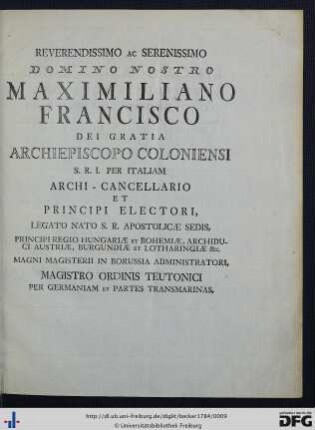 REVERENDISSIMO AC SERENISSIMO
DOMINO NOSTRO
MAXIMILIANO
FRANCISCO
DEI GRATIA
ARCHIEPISCOPO COLONIENSI
S. R. I. PER ITALIAM
ARCHI-CANCELLARIO
ET
PRINCIPI ELECTORI,
LEGATO NATO S. R. APOSTOLICÆ SEDIS,
PRINCIPI REGIO HUNGARIÆ ET BOHEMIÆ, ARCHIDU-
CI AUSTRIÆ, BURGUNDIÆ ET LOTHARINGIÆ &c.
MAGNI MAGISTERII IN BORUSSIA ADMINISTRATORI,
MAGISTRO ORDINIS TEUTONICI
PER GERMANIAM ET PARTES TRANSMARINAS,
http://dl.ub.uni-freiburg.de/diglit/becker1784/0009
© Universitätsbibliothek Freiburg
DFG